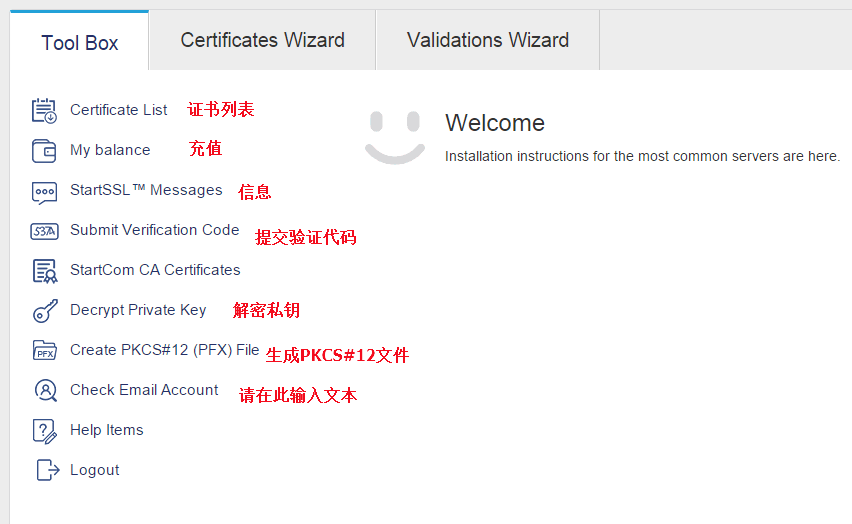 Tool Box
Certificates Wizard
Validations Wizard
Certificate List 证书列表
My balance 充值
StartSSL™ Messages 信息
Submit Verification Code 提交验证代码
StartCom CA Certificates
Decrypt Private Key 解密私钥
Create PKCS#12 (PFX) File 生成PKCS#12文件
Check Email Account 请在此输入文本
Help Items
Logout
Welcome
Installation instructions for the most common servers are here.
537A
PFX